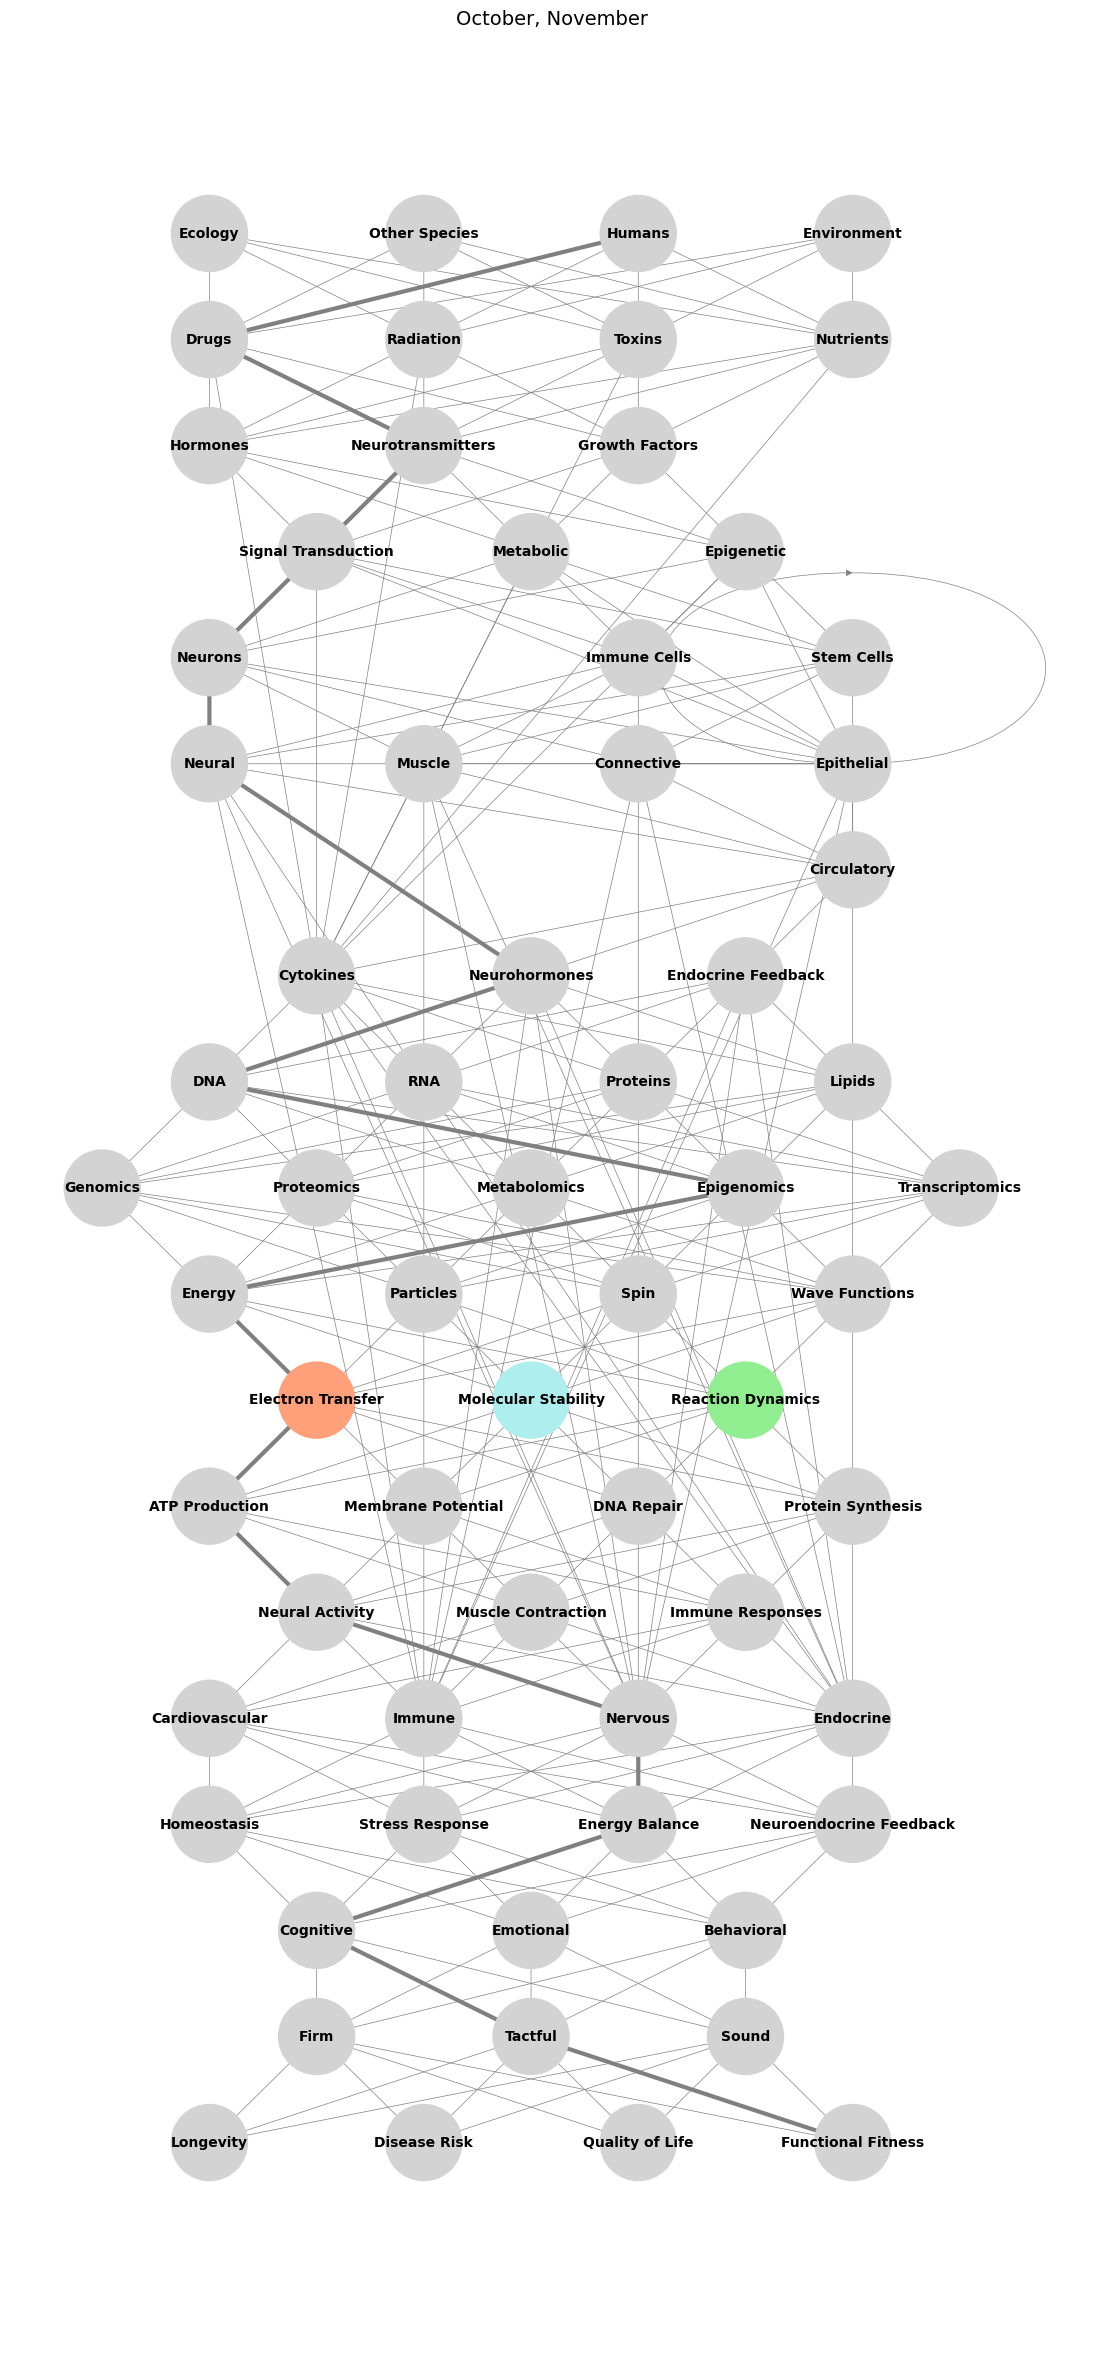 October, November
Ecology
Other Species
Humans
Environment
Drugs
Radiation
Toxins
Nutrients
Hormones
Neurotransmitters
Growth Factors
Signal Transduction
Metabolic
Epigenetic
Neurons
Immune Cells
Stem Cells
Neural
Muscle
Connective
Epithelial
Circulatory
Cytokines
Neurohormones
Endocrine Feedback
DNA
RNA
Proteins
Lipids
Genomics
Proteomics
Metabolomics
Epigenomics
Transcriptomics
Energy
Particles
Spin
Wave Functions
Electron Transfer
Molecular Stability
Reaction Dynamics
ATP Production
Membrane Potential
DNA Repair
Protein Synthesis
Neural Activity
Muscle Contraction
Immune Responses
Cardiovascular
Immune
Nervous
Endocrine
Homeostasis
Stress Response
Energy Balance
Neuroendocrine Feedback
Cognitive
Emotional
Behavioral
Firm
Tactful
Sound
Longevity
Disease Risk
Quality of Life
Functional Fitness